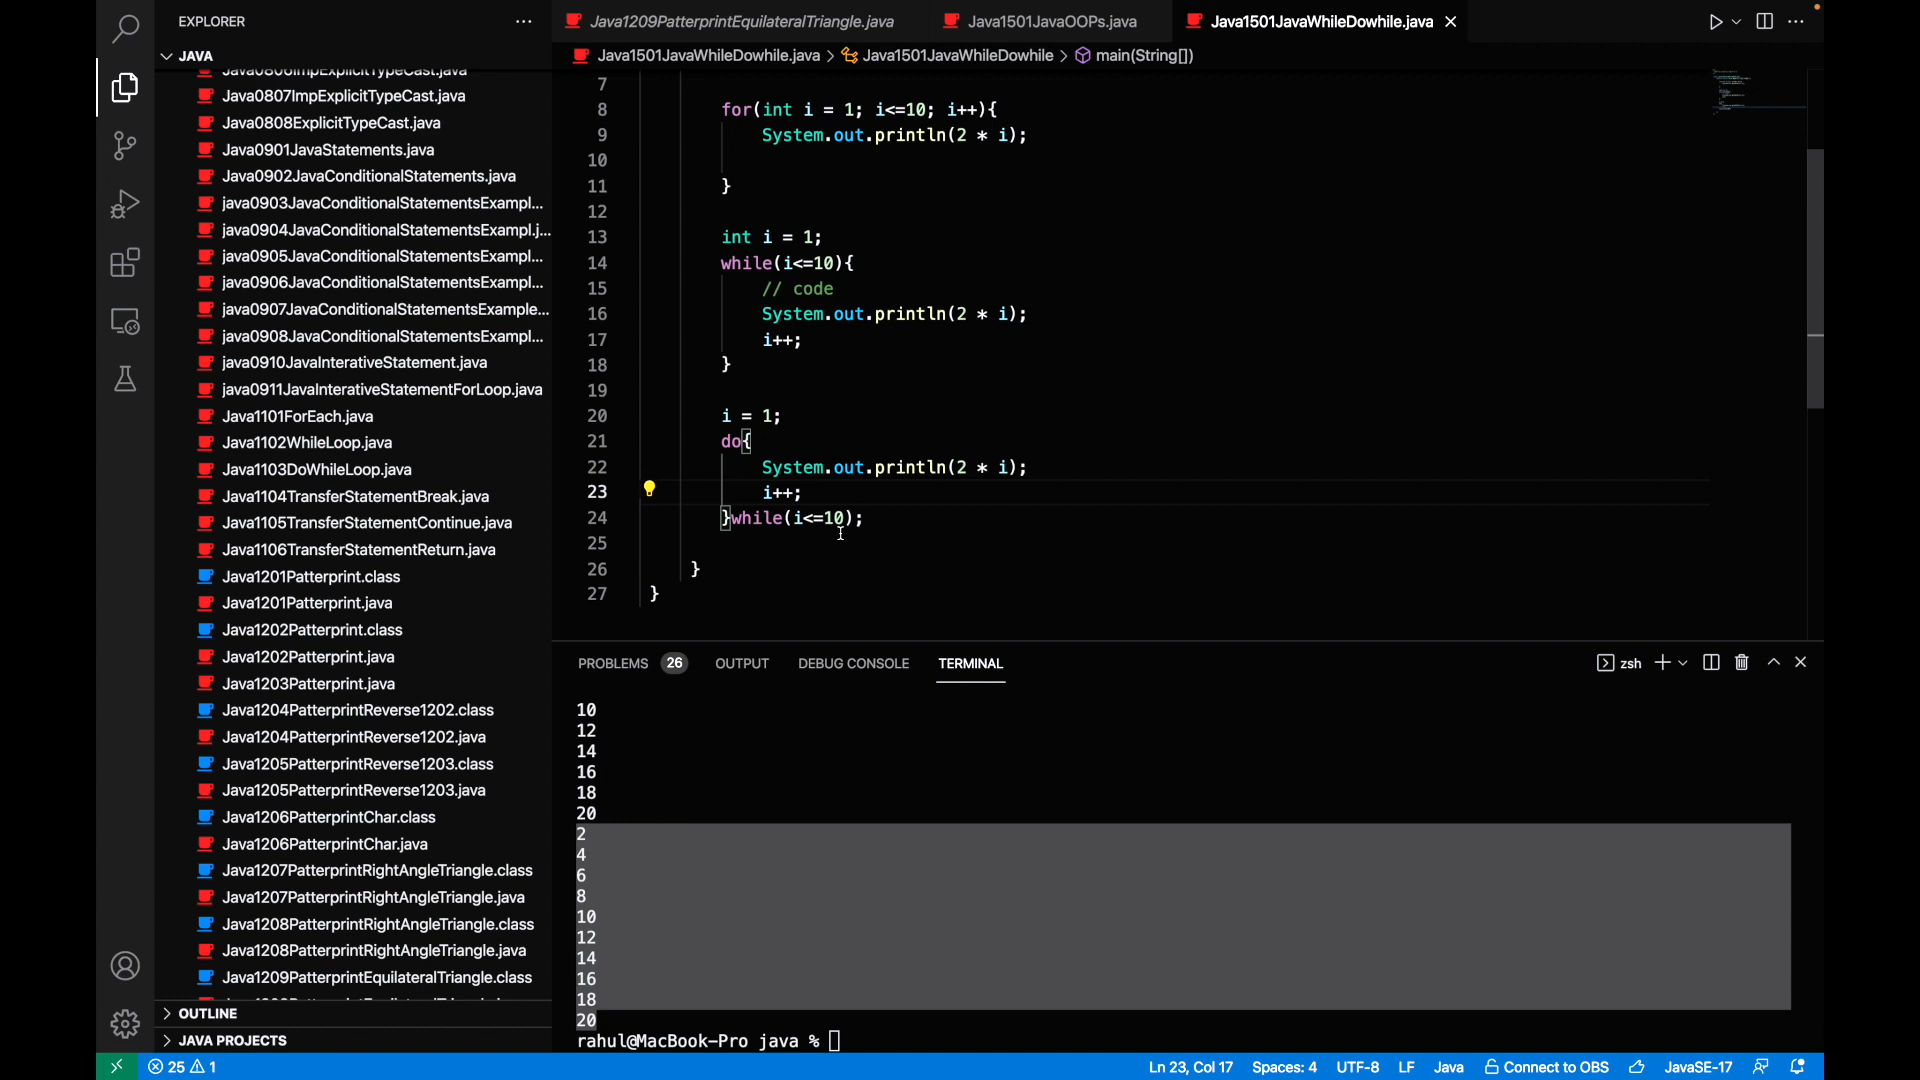 EXPLORER
JAVA
Java0806ImpExplicitTypeCast.java
Java0807ImpExplicitTypeCast.java
Java0808ExplicitTypeCast.java
Java0901JavaStatements.java
Java0902JavaConditionalStatements.java
java0903JavaConditionalStatementsExampl...
java0904JavaConditionalStatementsExampl.j...
java0905JavaConditionalStatementsExampl...
java0906JavaConditionalStatementsExampl...
java0907JavaConditionalStatementsExample...
java0908JavaConditionalStatementsExampl...
java0910JavaInterativeStatement.java
java0911JavaInterativeStatementForLoop.java
Java1101ForEach.java
Java1102WhileLoop.java
Java1103DoWhileLoop.java
Java1104TransferStatementBreak.java
Java1105TransferStatementContinue.java
Java1106TransferStatementReturn.java
Java1201Patterprint.class
Java1201Patterprint.java
Java1202Patterprint.class
Java1202Patterprint.java
Java1203Patterprint.java
Java1204PatterprintReverse1202.class
Java1204PatterprintReverse1202.java
Java1205PatterprintReverse1203.class
Java1205PatterprintReverse1203.java
Java1206PatterprintChar.class
Java1206PatterprintChar.java
Java1207PatterprintRightAngleTriangle.class
Java1207PatterprintRightAngleTriangle.java
Java1208PatterprintRightAngleTriangle.class
Java1208PatterprintRightAngleTriangle.java
Java1209PatterprintEquilateralTriangle.class
OUTLINE
JAVA PROJECTS
Java1209PatterprintEquilateralTriangle.java
Java1501JavaOOPs.java
Java1501JavaWhileDowhile.java
Java1501JavaWhileDowhile.java > Java1501JavaWhileDowhile > main(String[])
7
8 for(int i = 1; i<=10; i++){
9 System.out.println(2 * i);
10
11 }
12
13 int i = 1;
14 while(i<=10){
15 // code
16 System.out.println(2 * i);
17 i++;
18 }
19
20 i = 1;
21 do{
22 System.out.println(2 * i);
23 i++;
24 }while(i<=10);
25
26 }
27 }
PROBLEMS 26 OUTPUT DEBUG CONSOLE TERMINAL
zsh
10
12
14
16
18
20
2
4
6
8
10
12
14
16
18
20
rahul@MacBook-Pro java %
25 1
Ln 23, Col 17 Spaces: 4 UTF-8 LF Java Connect to OBS JavaSE-17